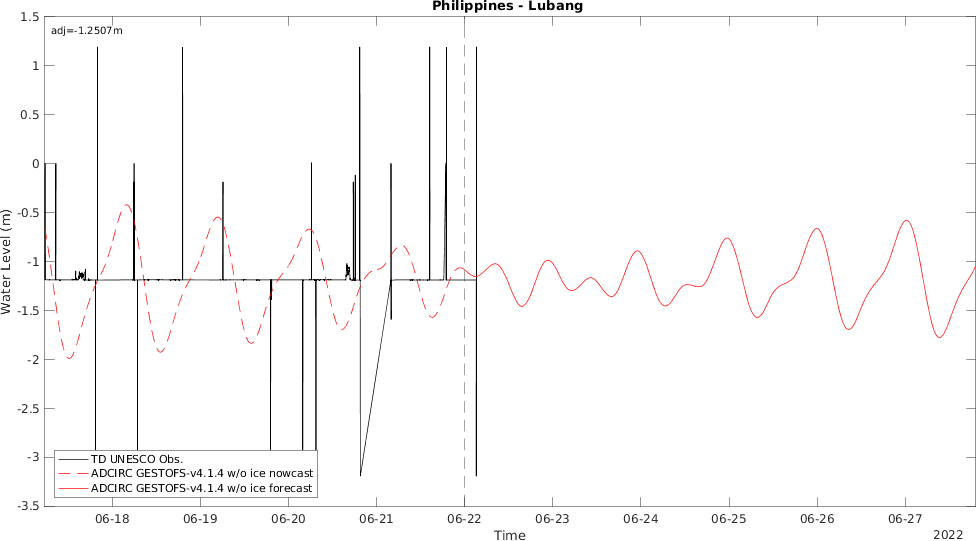 Philippines - Lubang
adj=-1.2507m
1.5
1
0.5
0
-0.5
-1
-1.5
-2
-2.5
-3
-3.5
Water Level (m)
TD UNESCO Obs.
ADCIRC GESTOFS-v4.1.4 w/o ice nowcast
ADCIRC GESTOFS-v4.1.4 w/o ice forecast
06-18 06-19 06-20 06-21 06-22 06-23 06-24 06-25 06-26 06-27
Time
2022